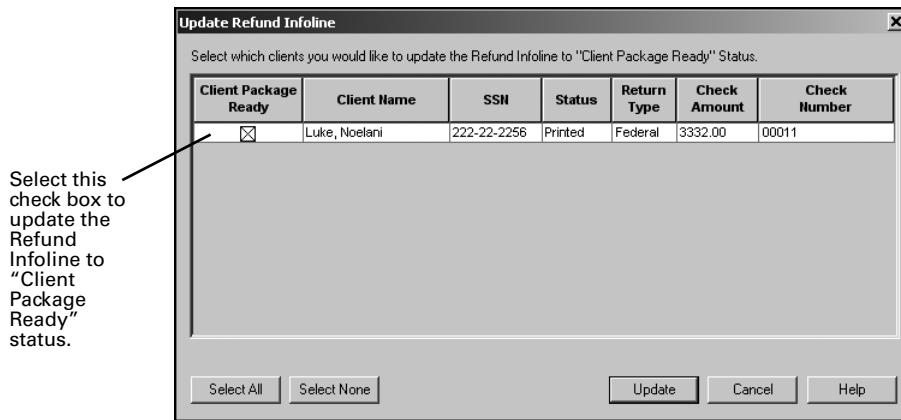 Update Refund Infoline
Select which clients you would like to update the Refund Infoline to "Client Package Ready" Status.
Client Package Ready Client Name SSN Status Return Type Check Amount Check Number
Luke, Noelani 222-22-2256 Printed Federal 3332.00 00011
Select this
check box to
update the
Refund
Infoline to
“Client
Package
Ready”
status.
Select All Select None Update Cancel Help